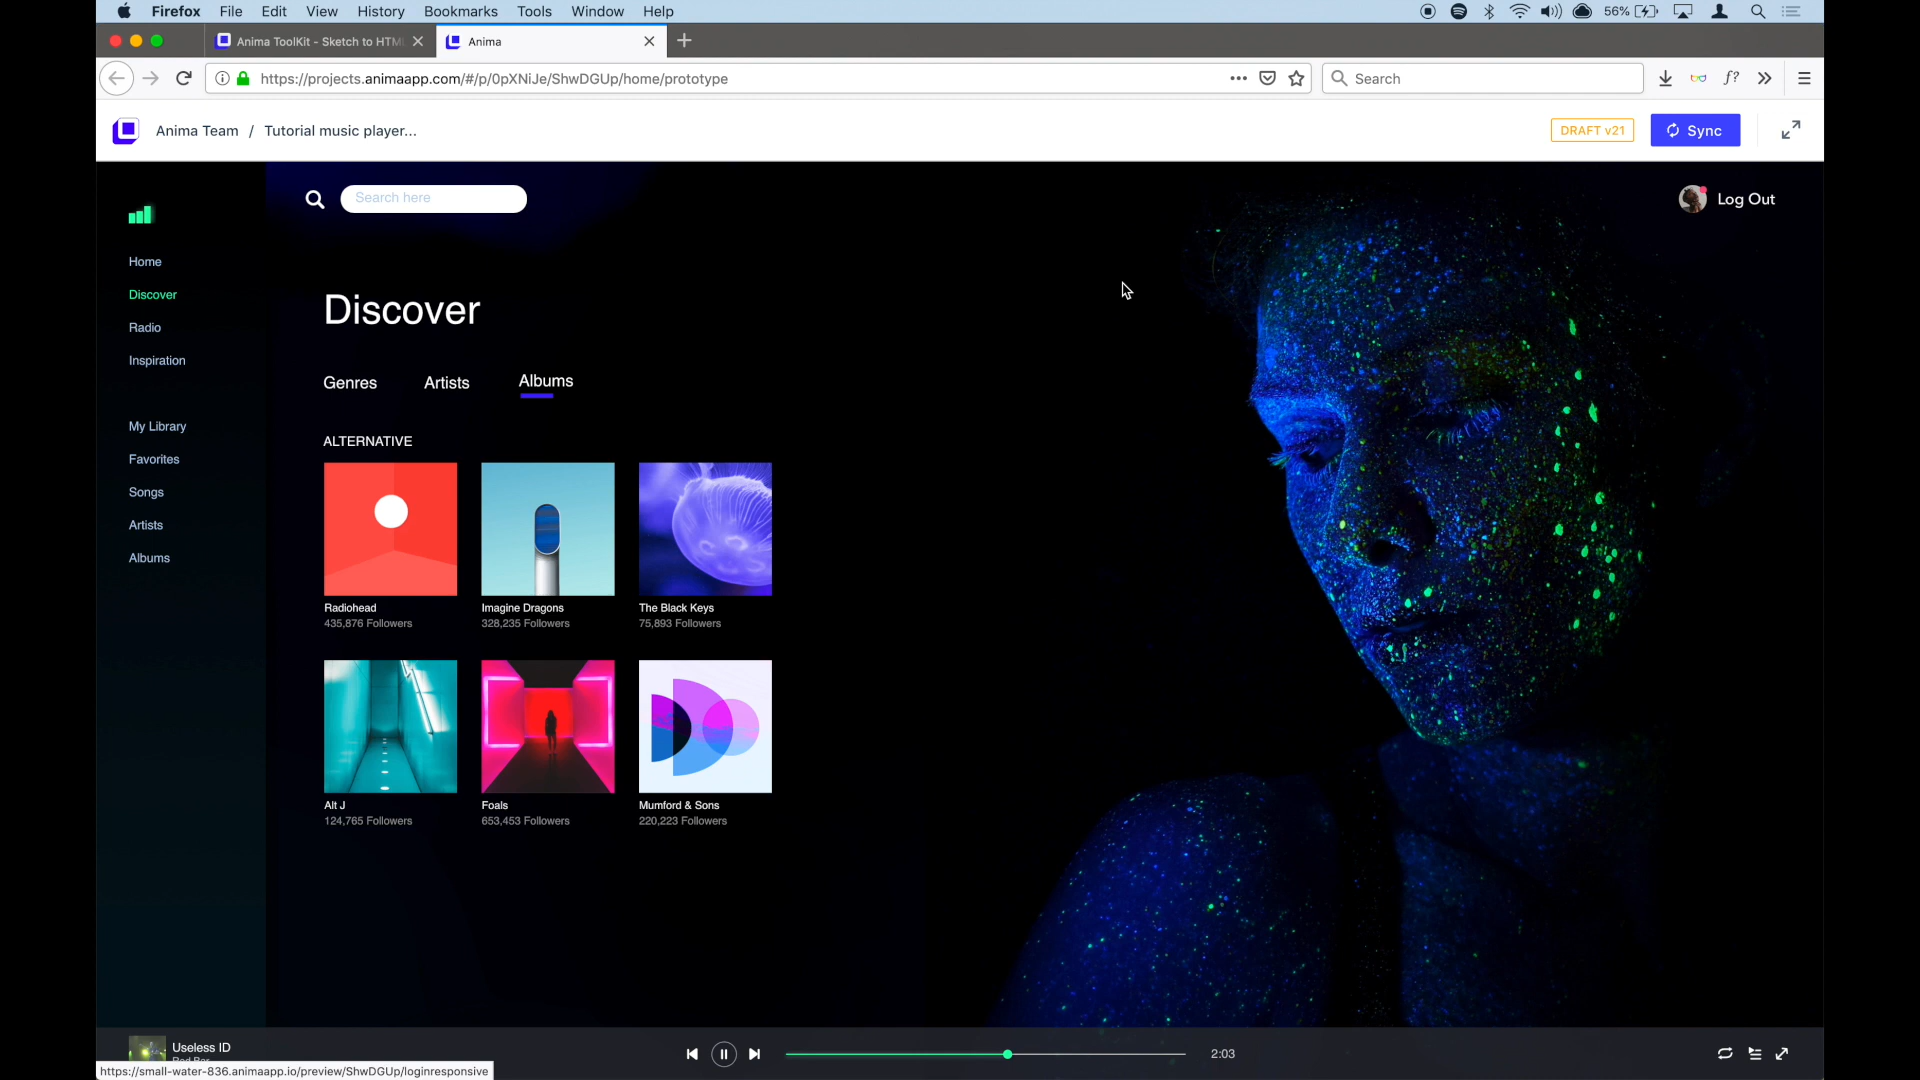 Firefox File Edit View History Bookmarks Tools Window Help 56%
Anima ToolKit - Sketch to HTM
Anima
https://projects.animaapp.com/#/p/0pXNiJe/ShwDGUp/home/prototype
Search
Anima Team / Tutorial music player...
DRAFT v21
Sync
Search here
Log Out
Home
Discover
Radio
Inspiration
My Library
Favorites
Songs
Artists
Albums
Discover
Genres Artists Albums
ALTERNATIVE
Radiohead
435,876 Followers
Imagine Dragons
328,235 Followers
The Black Keys
75,893 Followers
Alt J
124,765 Followers
Foals
653,453 Followers
Mumford & Sons
220,223 Followers
Useless ID
2:03
https://small-water-836.animaapp.io/preview/ShwDGUp/loginresponsive